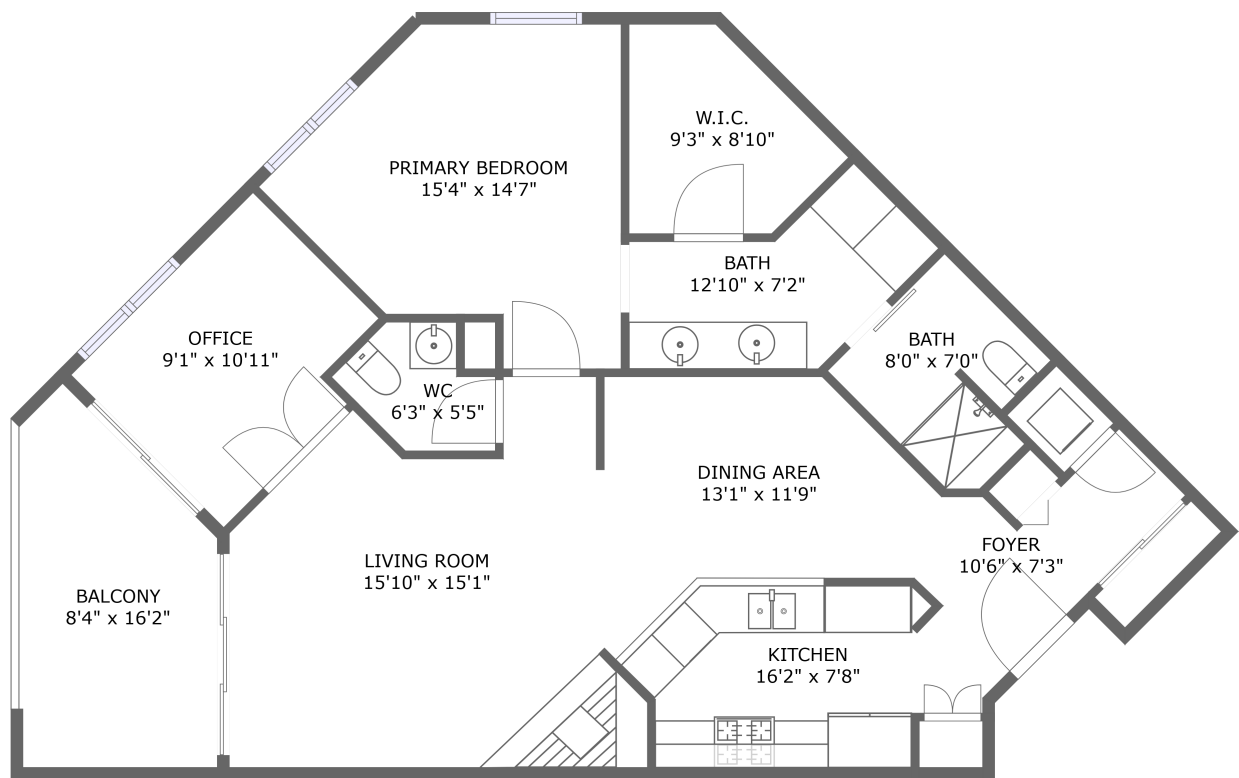 W.I.C.
9'3" x 8'10"
PRIMARY BEDROOM
15'4" x 14'7"
BATH
12'10" x 7'2"
OFFICE
9'1" x 10'11"
BATH
8'0" x 7'0"
WC
6'3" x 5'5"
DINING AREA
13'1" x 11'9"
FOYER
10'6" x 7'3"
LIVING ROOM
15'10" x 15'1"
BALCONY
8'4" x 16'2"
KITCHEN
16'2" x 7'8"